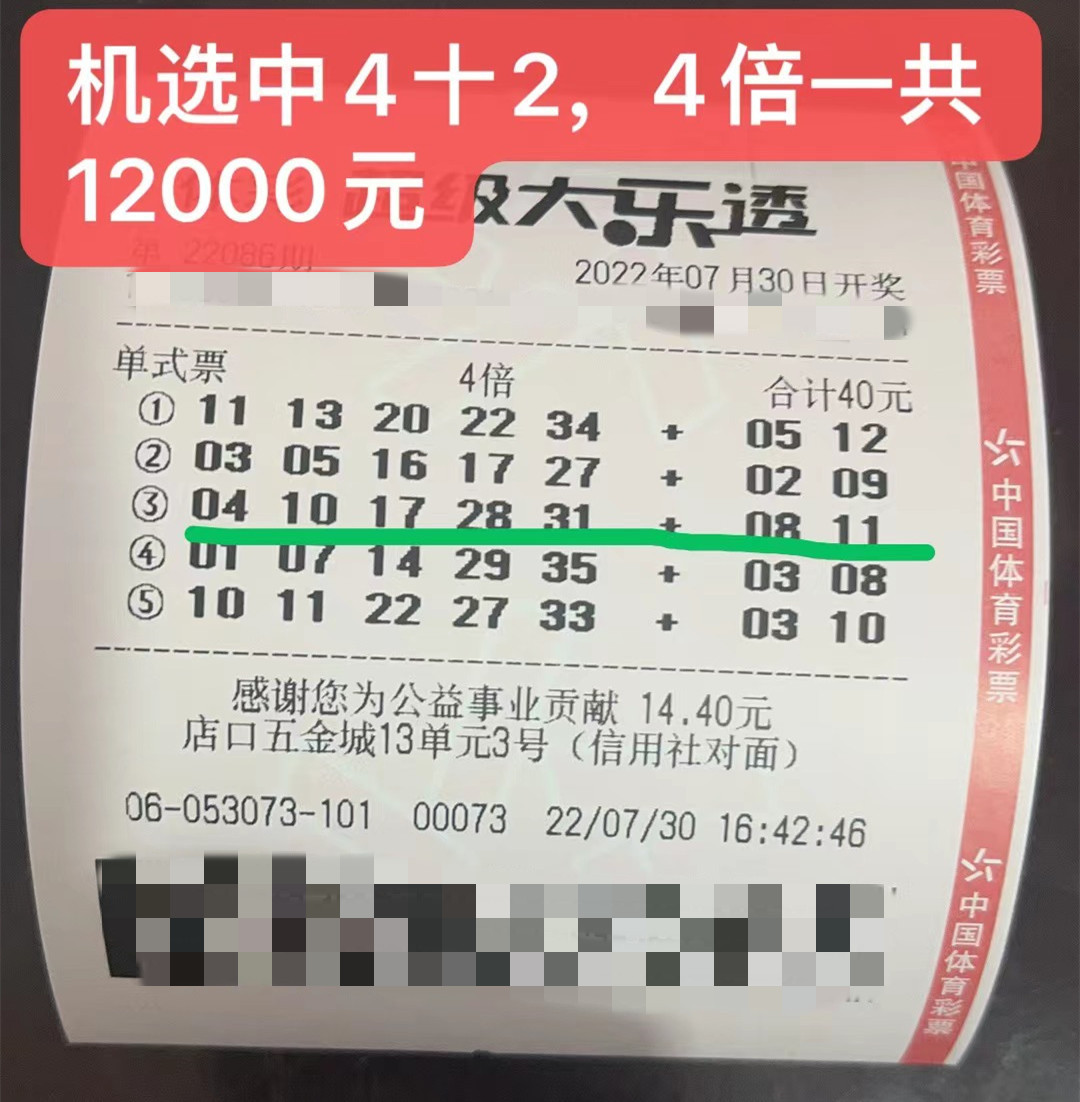 机选中4十2，4倍一共
12000元
级大乐透
第 22086期
2022年07月30日开奖
单式票 4倍 合计40元
① 11 13 20 22 34 + 05 12
② 03 05 16 17 27 + 02 09
③ 04 10 17 28 31 + 08 11
④ 01 07 14 29 35 + 03 08
⑤ 10 11 22 27 33 + 03 10
感谢您为公益事业贡献 14.40元
店口五金城13单元3号（信用社对面）
06-053073-101 00073 22/07/30 16:42:46
中国体育彩票
中国体育彩票
中国体育彩票